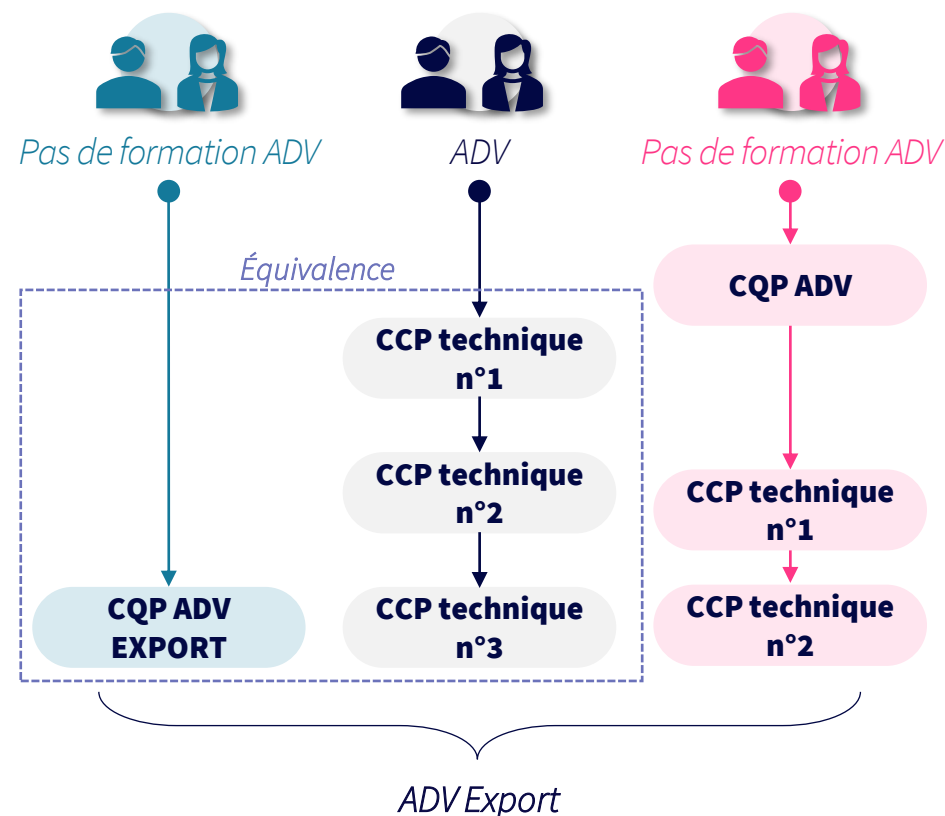 Pas de formation ADV
ADV
Pas de formation ADV
Équivalence
CQP ADV
CCP technique
n°1
CCP technique
n°2
CCP technique
n°1
CQP ADV
EXPORT
CCP technique
n°3
CCP technique
n°2
ADV Export